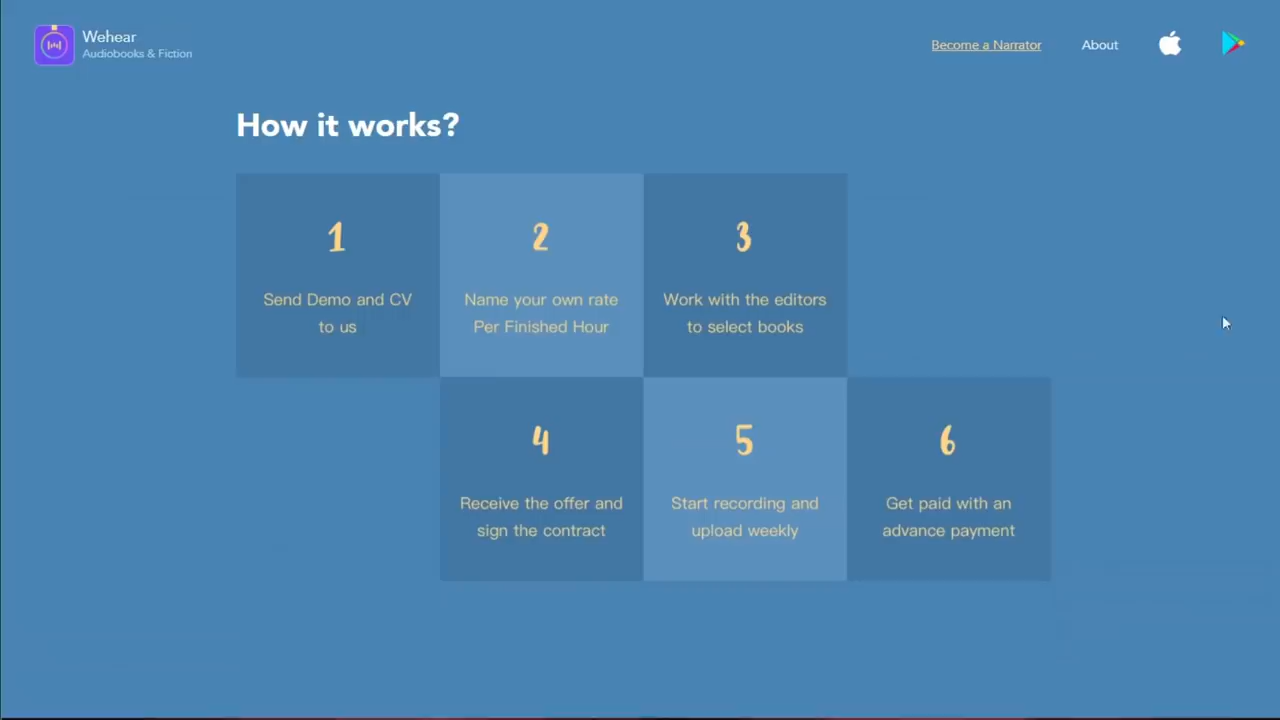 Wehear
Audiobooks & Fiction
Become a Narrator
About
How it works?
1
Send Demo and CV
to us
2
Name your own rate
Per Finished Hour
3
Work with the editors
to select books
4
Receive the offer and
sign the contract
5
Start recording and
upload weekly
6
Get paid with an
advance payment